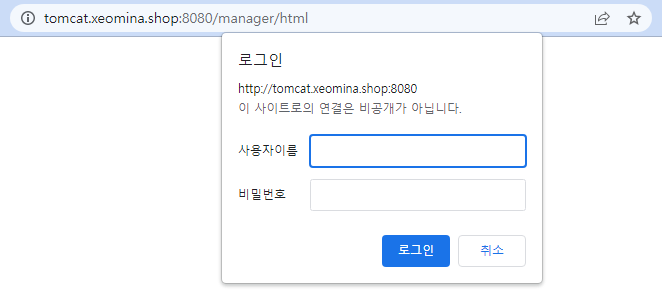 tomcat.xeomina.shop:8080/manager/html
로그인
http://tomcat.xeomina.shop:8080
이 사이트로의 연결은 비공개가 아닙니다.
사용자이름
비밀번호
로그인 취소